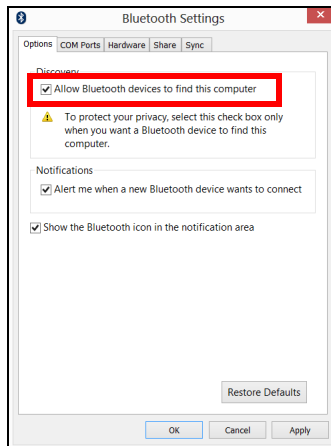 Bluetooth Settings
Options COM Ports Hardware Share Sync
Discovery
Allow Bluetooth devices to find this computer
To protect your privacy, select this check box only
when you want a Bluetooth device to find this
computer.
Notifications
Alert me when a new Bluetooth device wants to connect
Show the Bluetooth icon in the notification area
Restore Defaults
OK Cancel Apply